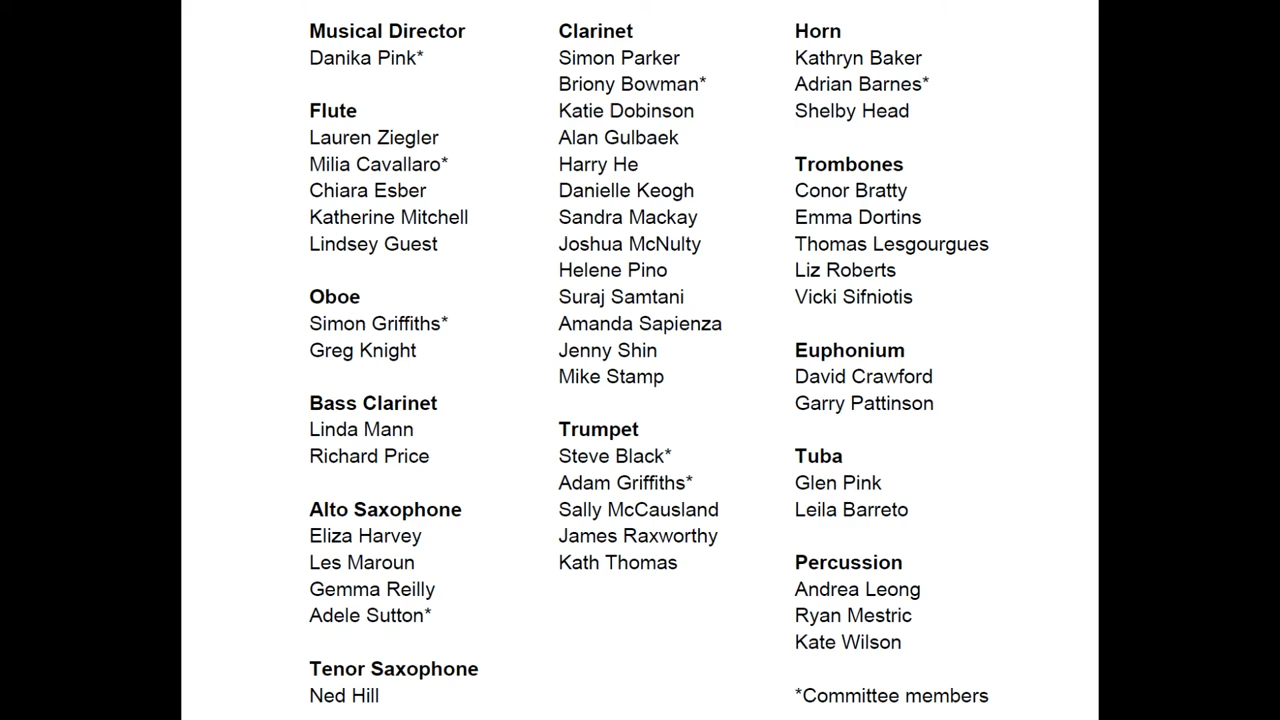 Musical Director
Danika Pink*
Flute
Lauren Ziegler
Milia Cavallaro*
Chiara Esber
Katherine Mitchell
Lindsey Guest
Oboe
Simon Griffiths*
Greg Knight
Bass Clarinet
Linda Mann
Richard Price
Alto Saxophone
Eliza Harvey
Les Maroun
Gemma Reilly
Adele Sutton*
Tenor Saxophone
Ned Hill
Clarinet
Simon Parker
Briony Bowman*
Katie Dobinson
Alan Gulbaek
Harry He
Danielle Keogh
Sandra Mackay
Joshua McNulty
Helene Pino
Suraj Samtani
Amanda Sapienza
Jenny Shin
Mike Stamp
Trumpet
Steve Black*
Adam Griffiths*
Sally McCausland
James Raxworthy
Kath Thomas
Horn
Kathryn Baker
Adrian Barnes*
Shelby Head
Trombones
Conor Bratty
Emma Dortins
Thomas Lesgourgues
Liz Roberts
Vicki Sifniotis
Euphonium
David Crawford
Garry Pattinson
Tuba
Glen Pink
Leila Barreto
Percussion
Andrea Leong
Ryan Mestric
Kate Wilson
*Committee members